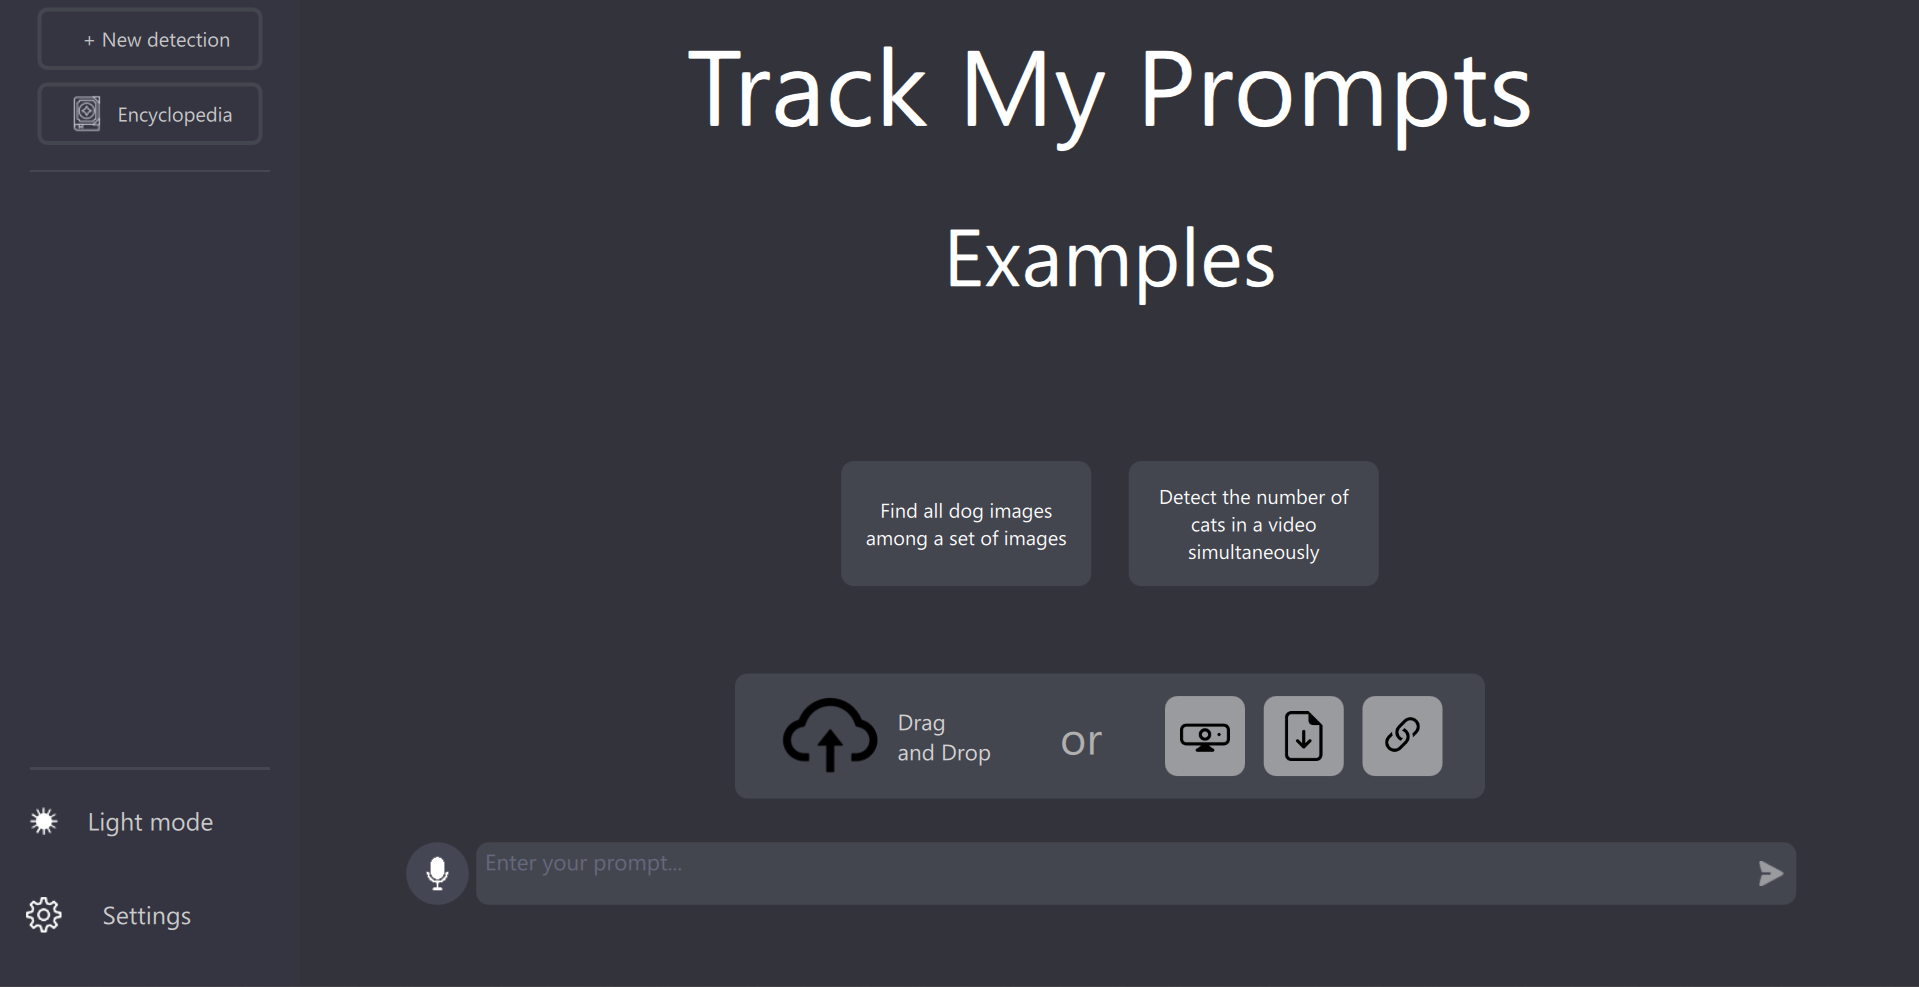 + New detection
Encyclopedia
Track My Prompts
Examples
Find all dog images
among a set of images
Detect the number of
cats in a video
simultaneously
Drag
and Drop
or
Light mode
Enter your prompt...
Settings